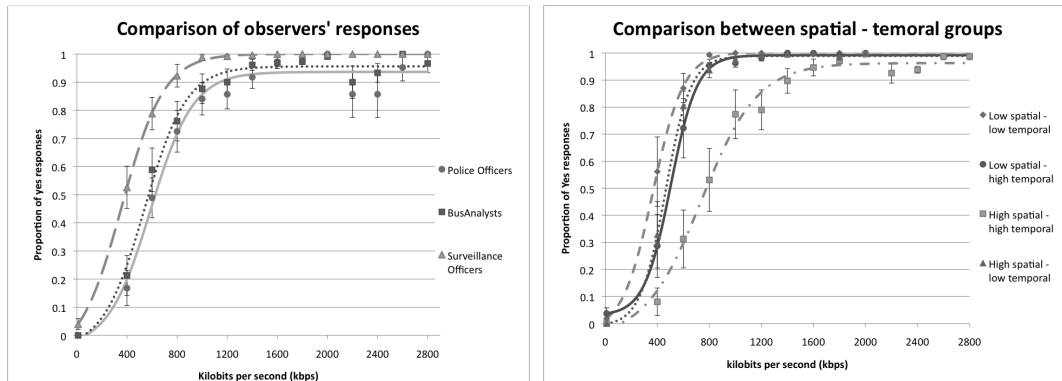 Comparison of observers' responses
Proportion of yes responses
1
0.9
0.8
0.7
0.6
0.5
0.4
0.3
0.2
0.1
0
0 400 800 1200 1600 2000 2400 2800
Kilobits per second (kbps)
Police Officers
BusAnalysts
Surveillance
Officers
Comparison between spatial - temoral groups
Proportion of Yes responses
1
0.9
0.8
0.7
0.6
0.5
0.4
0.3
0.2
0.1
0
0 400 800 1200 1600 2000 2400 2800
kilobits per second (kbps)
Low spatial -
low temporal
Low spatial -
high temporal
High spatial -
high temporal
High spatial -
low temporal